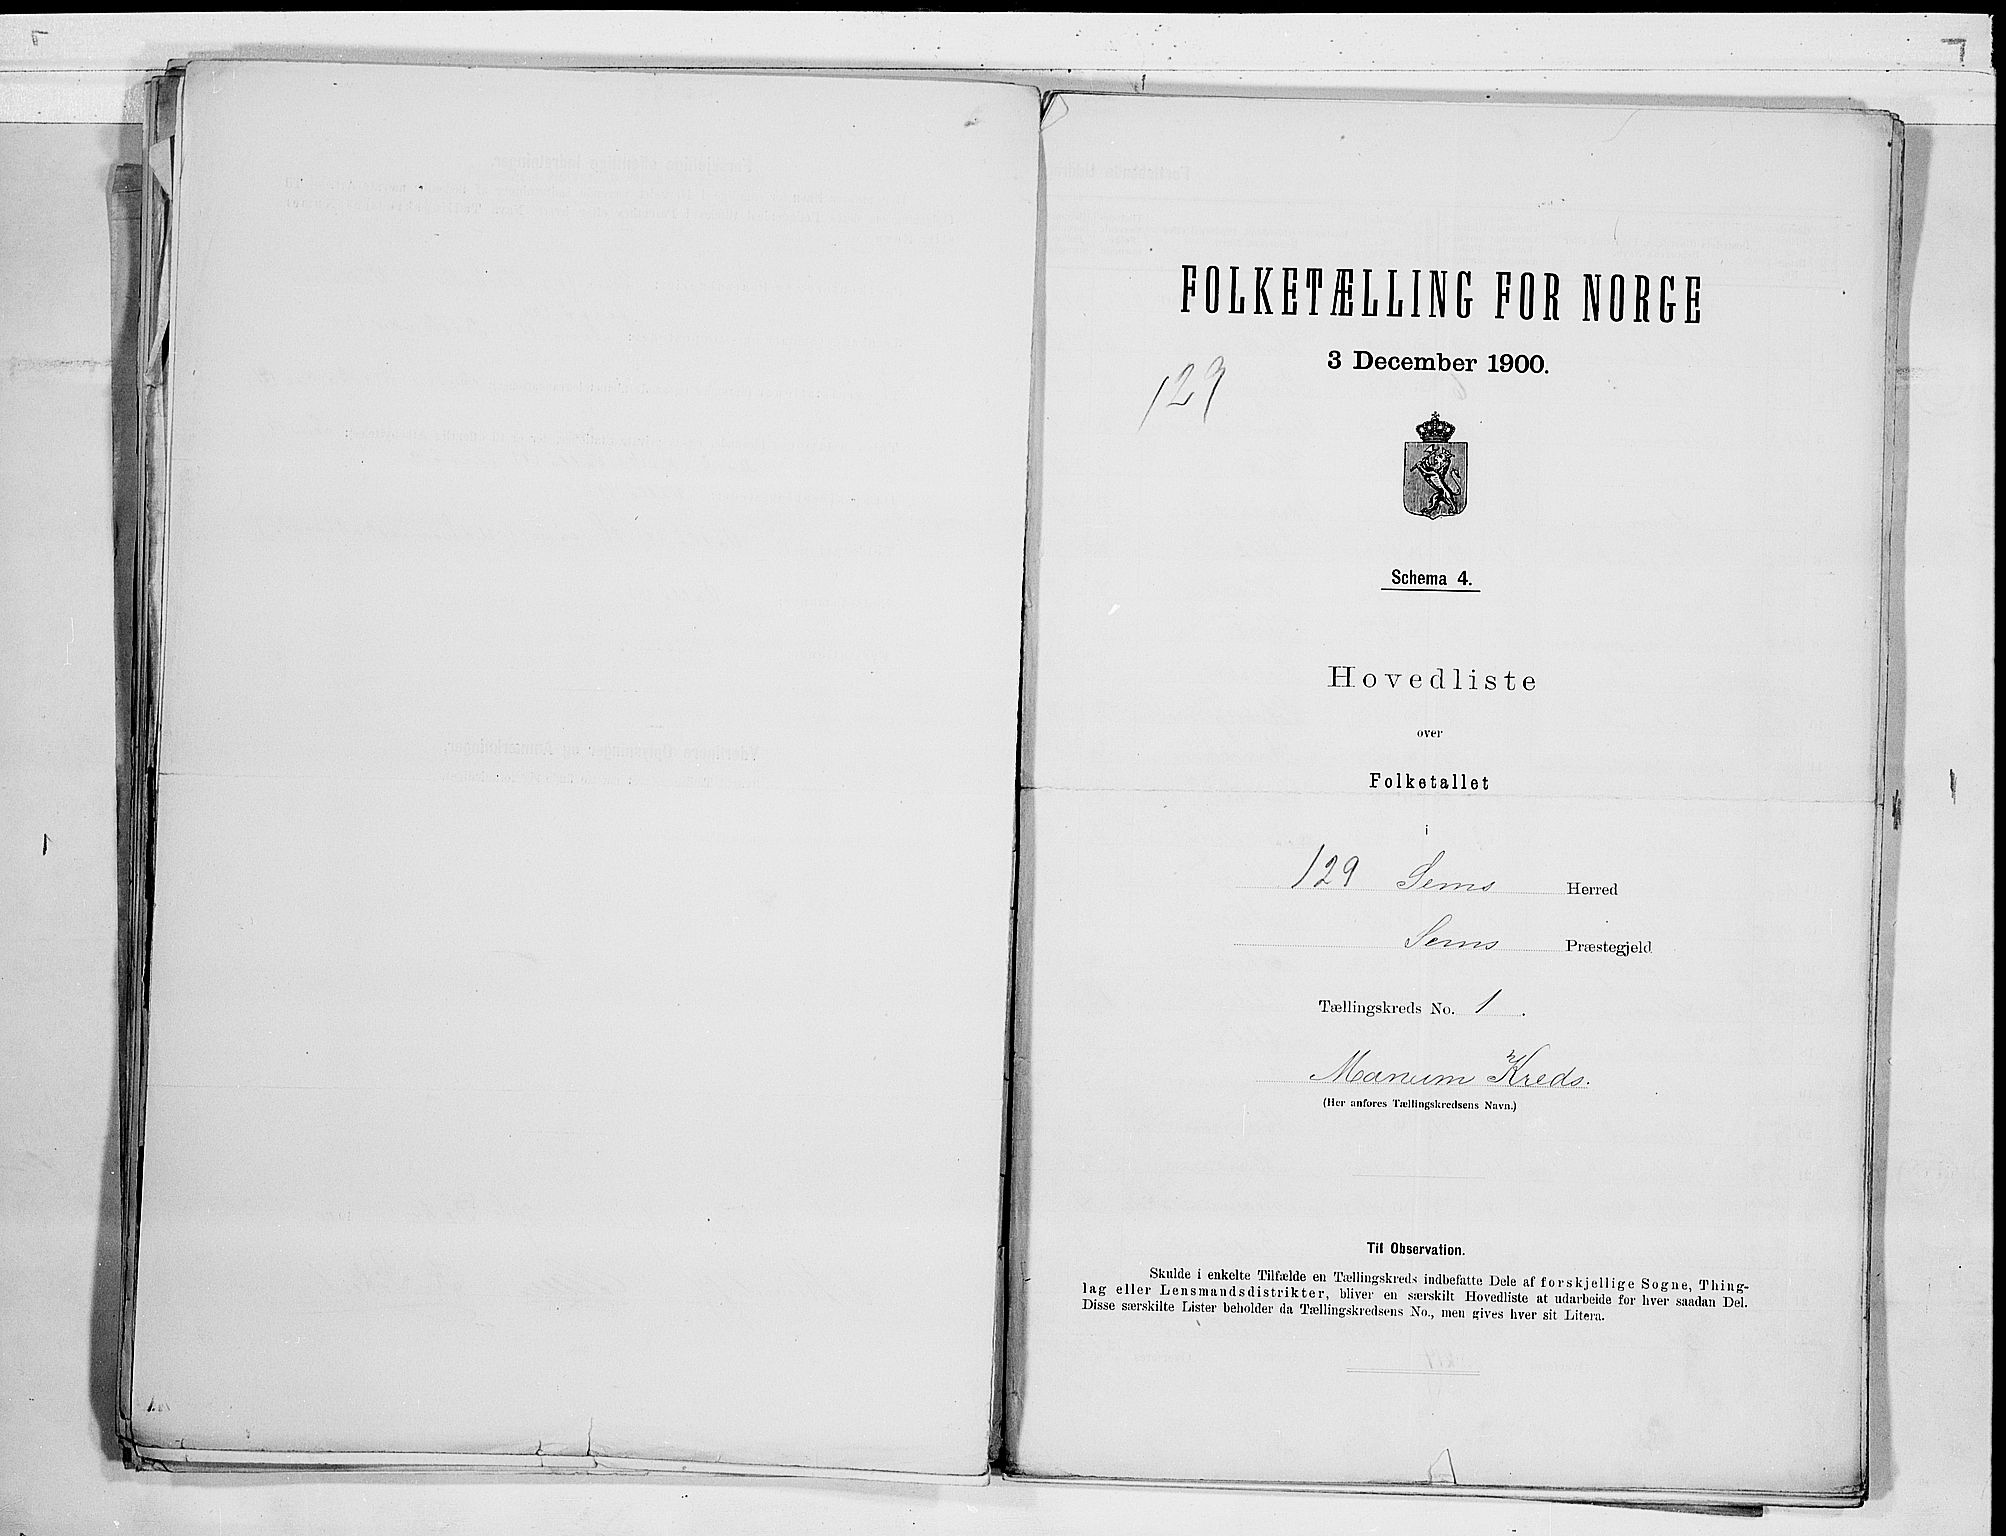 FOLKETÆLLING FOR NORGE
3 December 1900.
129
Schema 4.
Hovedliste
over
Folketallet
i
129 Sems Herred
Sems Præstegjeld
Tællingskreds No. 1.
Manum Kreds.
(Her anføres Tællingskredsens Navn.)
Til Observation.
Skulde i enkelte Tilfælde en Tællingskreds indbefatte Dele af forskjellige Sogne, Thing-
lag eller Lensmandsdistrikter, bliver en særskilt Hovedliste at udarbeide for hver saadan Del.
Disse særskilte Lister beholder da Tællingskredsens No., men gives hver sit Litera.